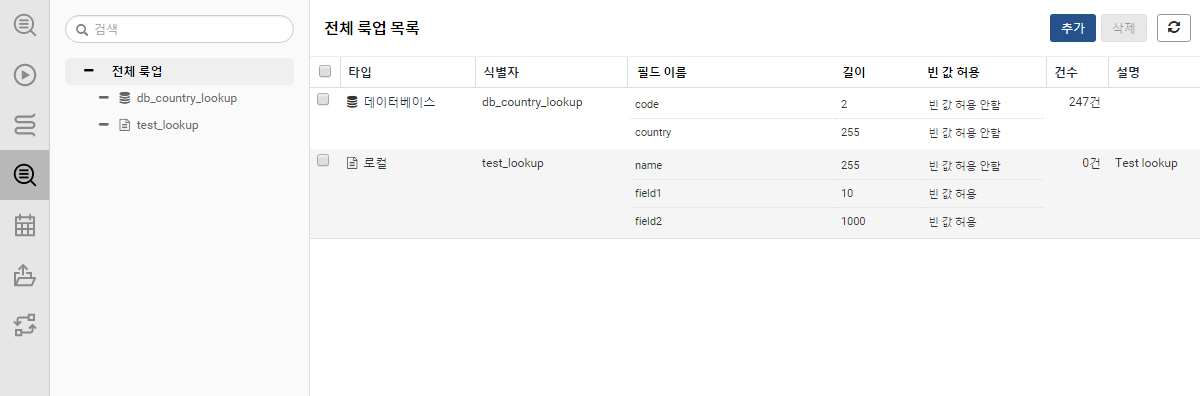 검색
전체 룩업
db_country_lookup
test_lookup
전체 룩업 목록
추가 삭제
타입 식별자 필드 이름 길이 빈 값 허용 건수 설명
데이터베이스 db_country_lookup code 2 빈 값 허용 안함 247건
country 255 빈 값 허용 안함
로컬 test_lookup name 255 빈 값 허용 안함 0건 Test lookup
field1 10 빈 값 허용
field2 1000 빈 값 허용